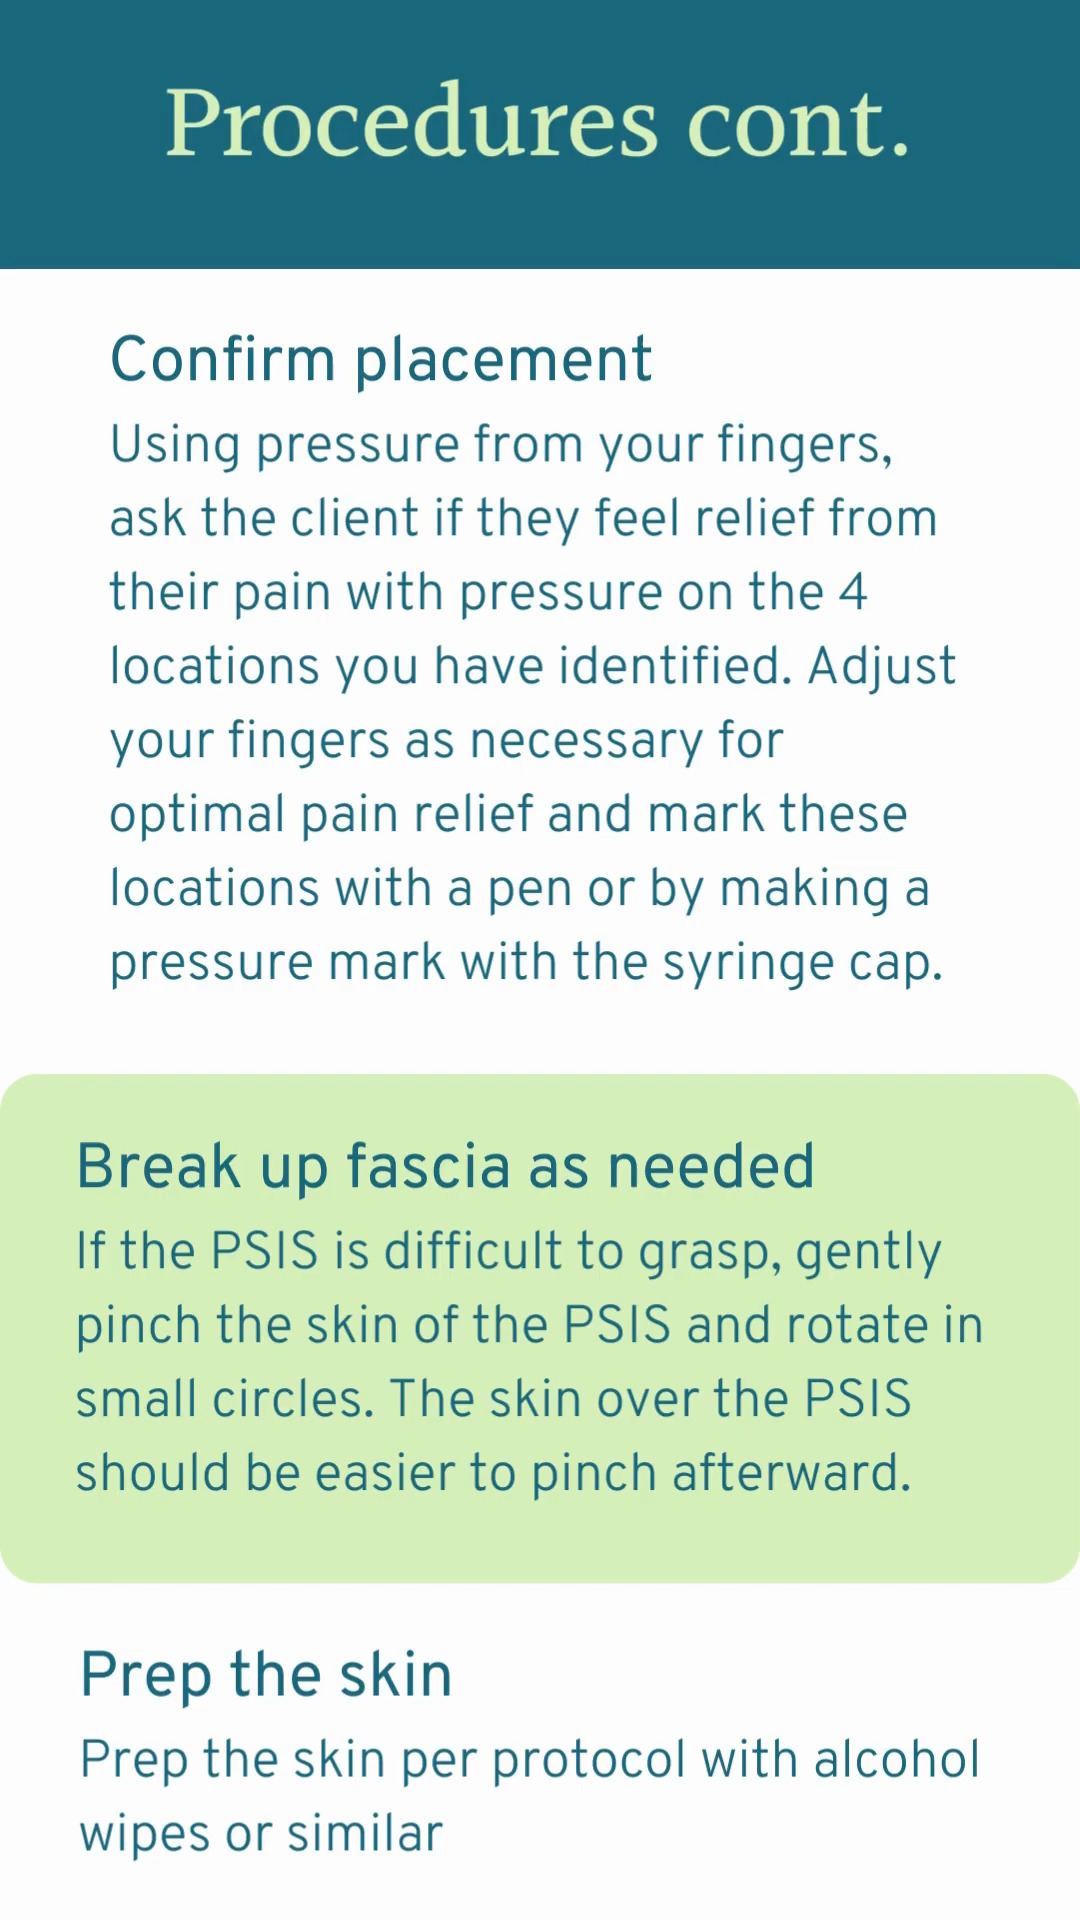 Procedures cont.
Confirm placement
Using pressure from your fingers,
ask the client if they feel relief from
their pain with pressure on the 4
locations you have identified. Adjust
your fingers as necessary for
optimal pain relief and mark these
locations with a pen or by making a
pressure mark with the syringe cap.
Break up fascia as needed
If the PSIS is difficult to grasp, gently
pinch the skin of the PSIS and rotate in
small circles. The skin over the PSIS
should be easier to pinch afterward.
Prep the skin
Prep the skin per protocol with alcohol
wipes or similar